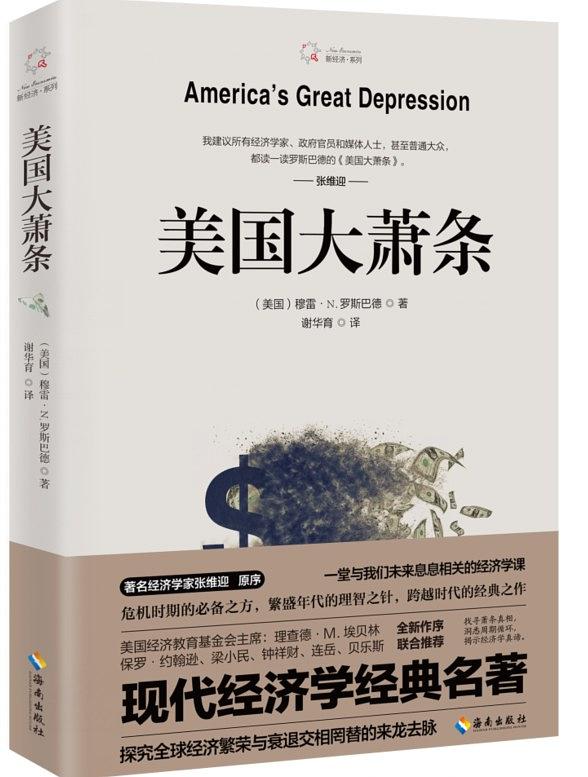 New Economics
新经济·系列
America's Great Depression
我建议所有经济学家、政府官员和媒体人士，甚至普通大众，
都读一读罗斯巴德的《美国大萧条》。
——张维迎——
美国大萧条
（美国）穆雷·N.罗斯巴德◎著
谢华育◎译
著名经济学家张维迎 原序
一堂与我们未来息息相关的经济学课
危机时期的必备之方，繁盛年代的理智之针，跨越时代的经典之作
美国经济教育基金会主席：理查德·M.埃贝林
保罗·约翰逊、梁小民、钟祥财、连岳、贝乐斯
全新作序
联合推荐
找寻萧条真相，
洞悉周期循环，
揭示经济学真谛。
现代经济学经典名著
探究全球经济繁荣与衰退交相罔替的来龙去脉
海南出版社
New Economics
新经济·系列
美国大萧条
（美国）穆雷·N.罗斯巴德◎著
谢华育◎译
海南出版社